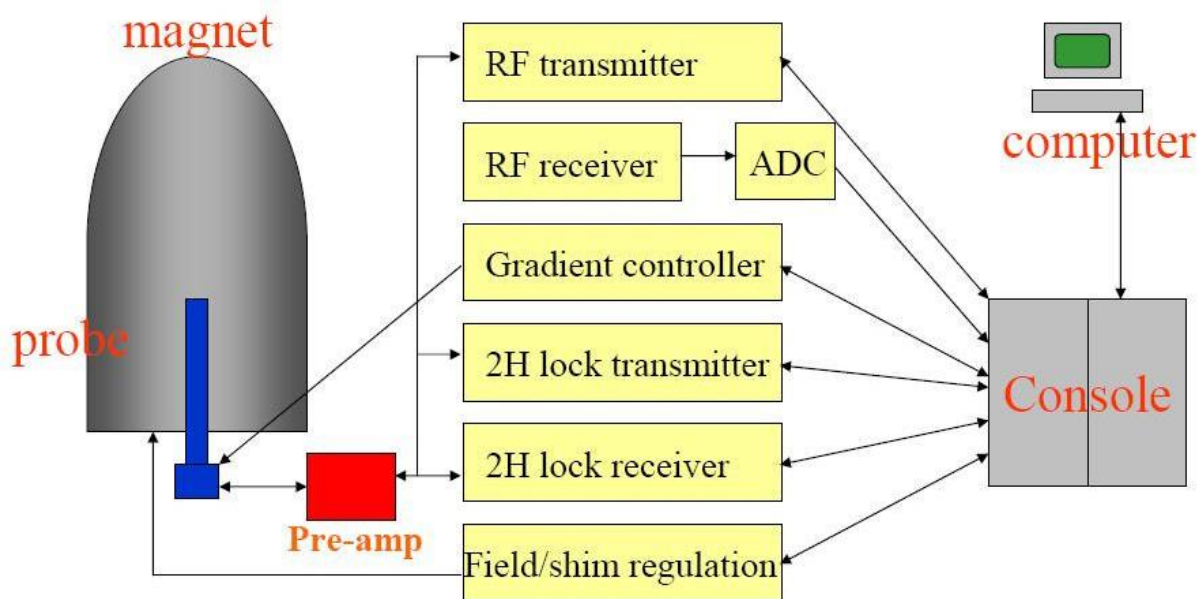 magnet
RF transmitter
RF receiver
ADC
computer
Gradient controller
probe
2H lock transmitter
Console
2H lock receiver
Pre-amp
Field/shim regulation